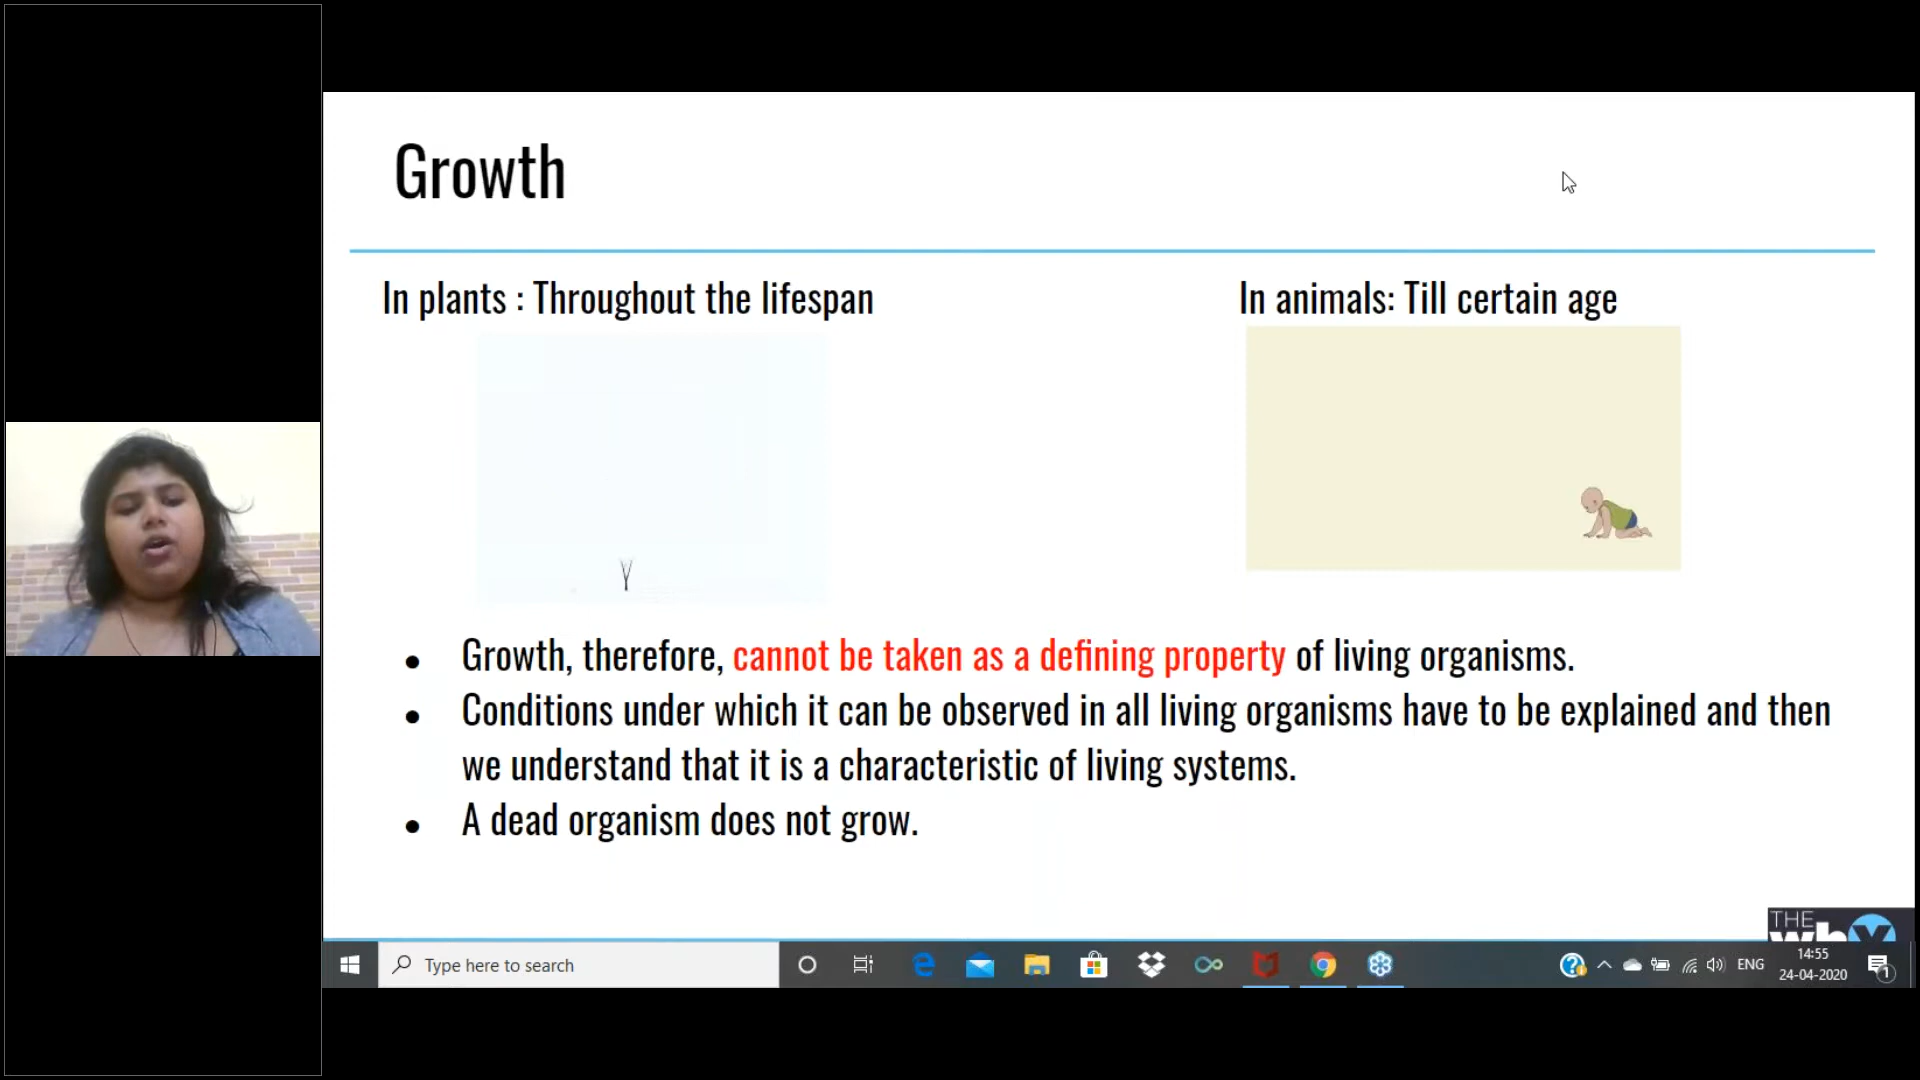 Growth
In plants : Throughout the lifespan
In animals: Till certain age
● Growth, therefore, cannot be taken as a defining property of living organisms.
● Conditions under which it can be observed in all living organisms have to be explained and then
we understand that it is a characteristic of living systems.
● A dead organism does not grow.
THE
why
Type here to search
ENG
14:55
24-04-2020
1